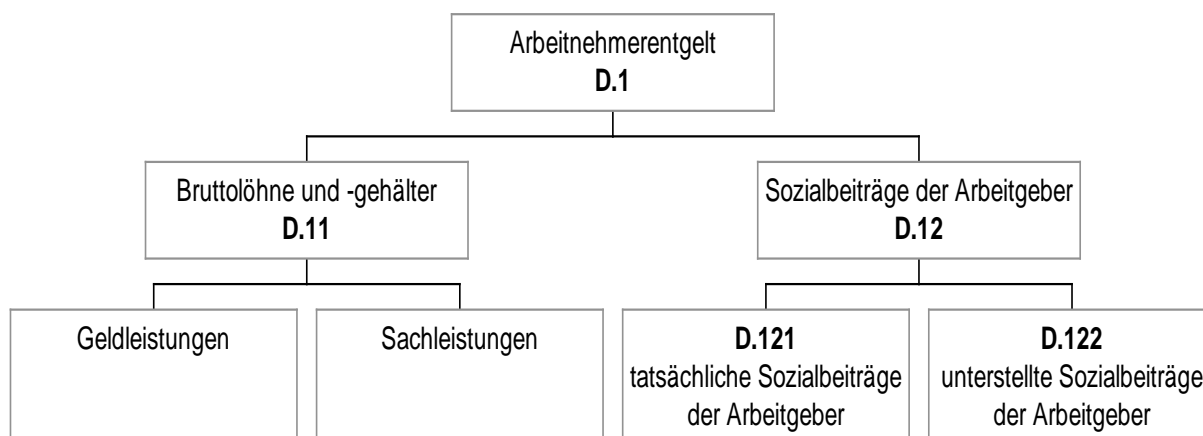 Arbeitnehmerentgelt
D.1
Bruttolöhne und -gehälter
D.11
Sozialbeiträge der Arbeitgeber
D.12
Geldleistungen
Sachleistungen
D.121
tatsächliche Sozialbeiträge
der Arbeitgeber
D.122
unterstellte Sozialbeiträge
der Arbeitgeber